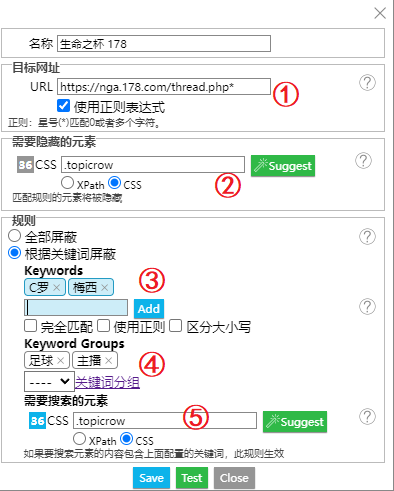 名称 生命之杯 178
目标网址
URL https://nga.178.com/thread.php* ①
使用正则表达式
正则：星号(*)匹配0或者多个字符。
需要隐藏的元素
36 CSS .topicrow Suggest
XPath CSS ②
匹配规则的元素将被隐藏
规则
全部屏蔽
根据关键词屏蔽
Keywords
C罗 × 梅西 × ③
Add
完全匹配 使用正则 区分大小写
Keyword Groups
足球 × 主播 × ④
---- 关键词分组
需要搜索的元素
36 CSS .topicrow ⑤ Suggest
XPath CSS
如果要搜索元素的内容包含上面配置的关键词，此规则生效
Save Test Close